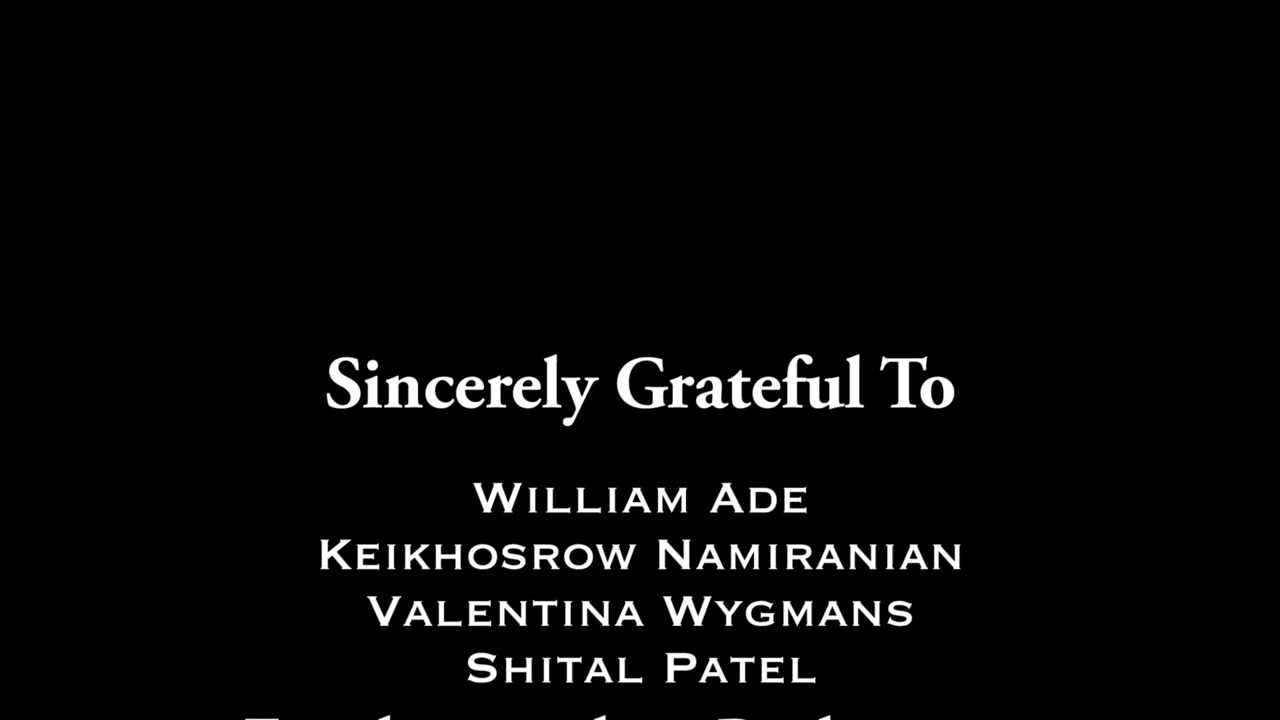 Sincerely Grateful To
William Ade
Keikhosrow Namiranian
Valentina Wygmans
Shital Patel